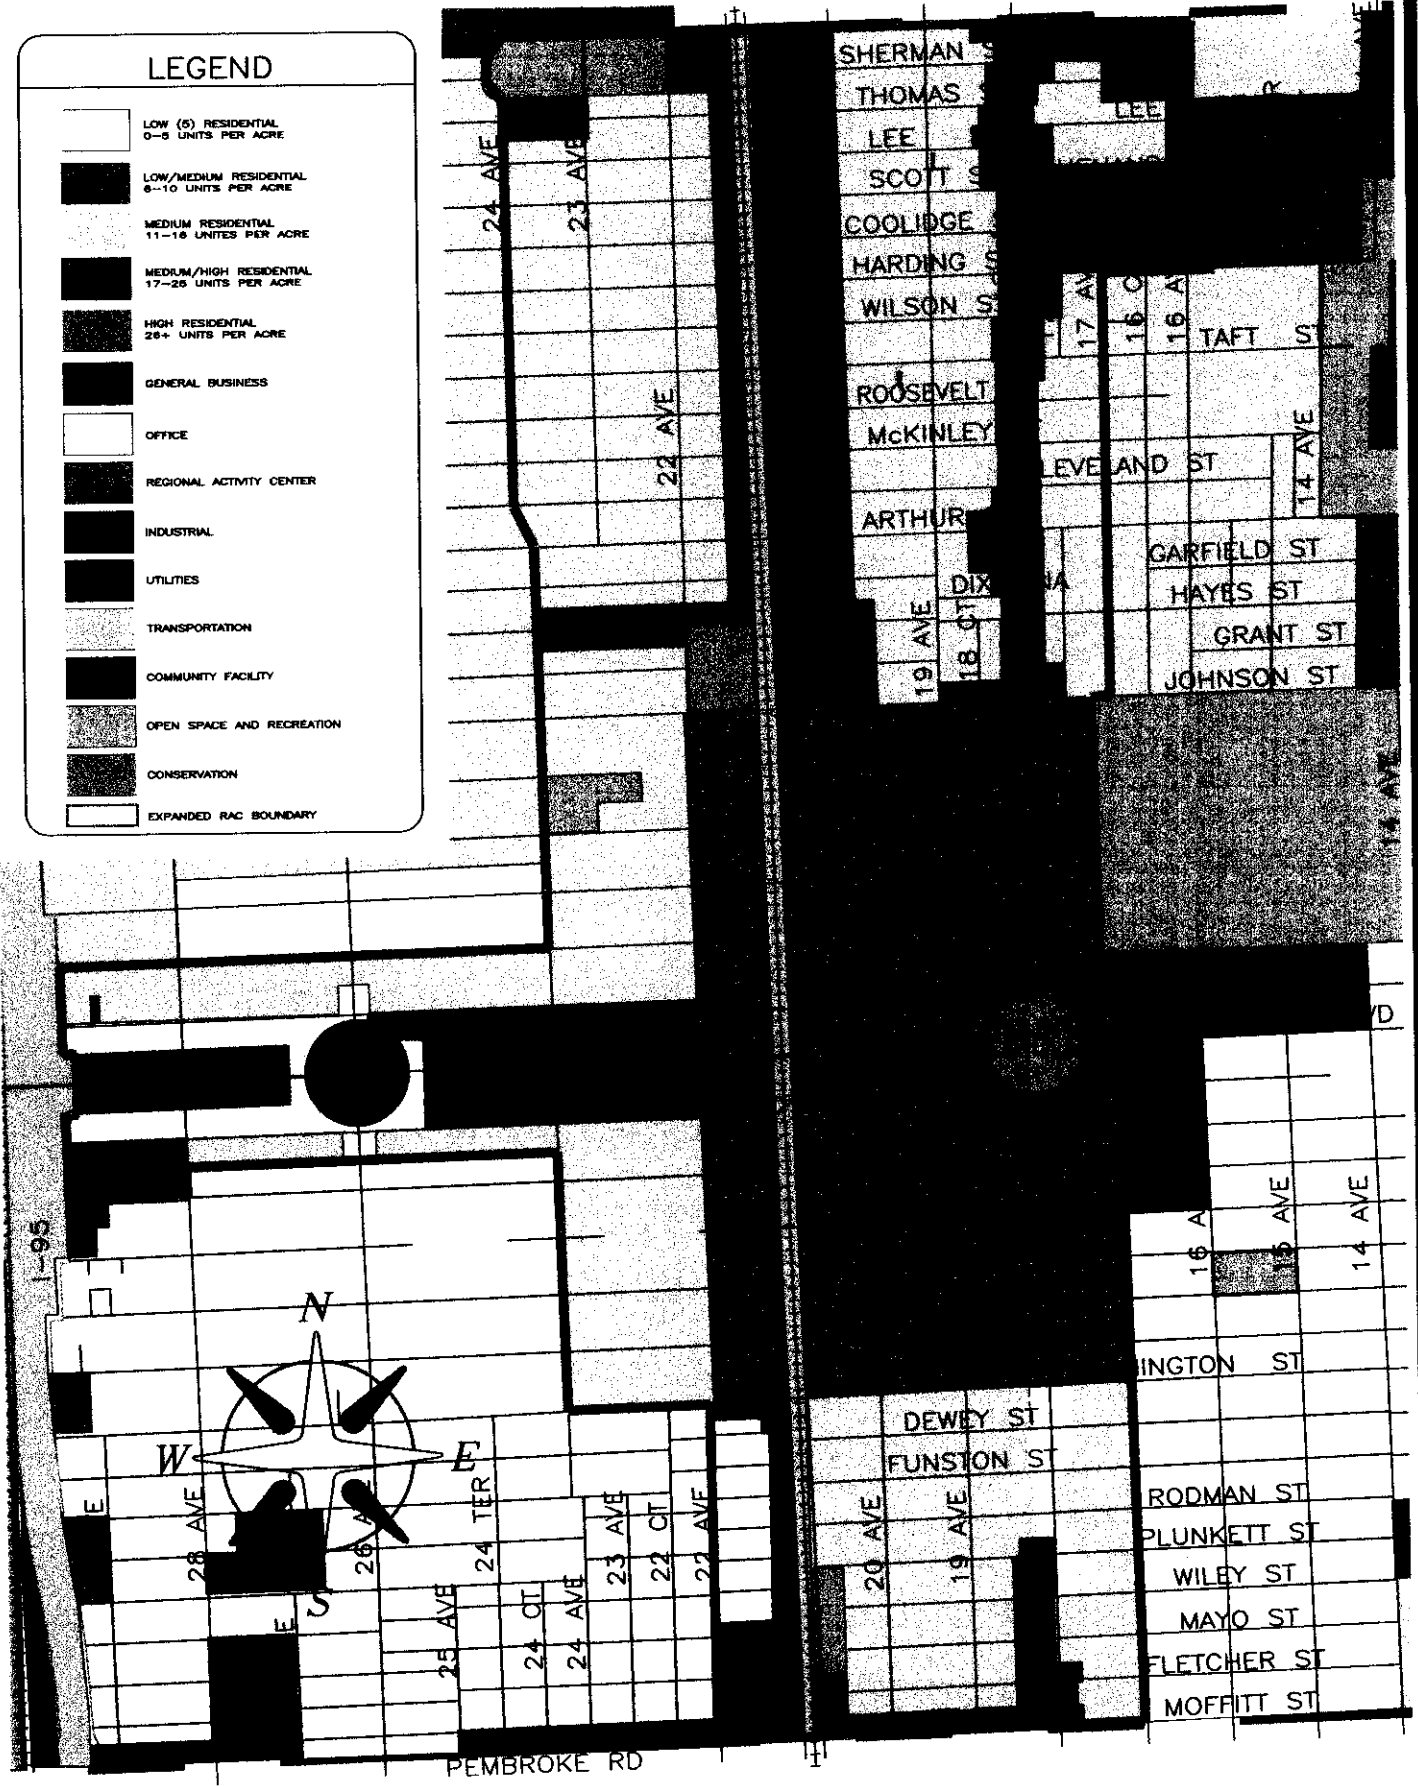 LEGEND
LOW (5) RESIDENTIAL
0-5 UNITS PER ACRE
LOW/MEDIUM RESIDENTIAL
6-10 UNITS PER ACRE
MEDIUM RESIDENTIAL
11-16 UNITES PER ACRE
MEDIUM/HIGH RESIDENTIAL
17-25 UNITS PER ACRE
HIGH RESIDENTIAL
26+ UNITS PER ACRE
GENERAL BUSINESS
OFFICE
REGIONAL ACTIVITY CENTER
INDUSTRIAL
UTILITIES
TRANSPORTATION
COMMUNITY FACILITY
OPEN SPACE AND RECREATION
CONSERVATION
EXPANDED RAC BOUNDARY
24 AVE
23 AVE
22 AVE
SHERMAN S
THOMAS
LEE
SCOTT S
COOLIDGE
HARDING S
WILSON S
ROOSEVELT
McKINLEY
ARTHUR
LEE
17 AV
16 C
16 A
TAFT ST
LEVELAND ST
14 AVE
GARFIELD ST
HAYES ST
GRANT ST
JOHNSON ST
19 AVE
18 CT
14 AVE
I-95
16 A
15 AVE
14 AVE
INGTON ST
DEWEY ST
FUNSTON ST
RODMAN ST
PLUNKETT ST
WILEY ST
MAYO ST
FLETCHER ST
MOFFITT ST
20 AVE
19 AVE
N
W
E
S
28 AVE
26 A
25 AVE
24 TER
24 CT
24 AVE
23 AVE
22 CT
22 AVE
PEMBROKE RD